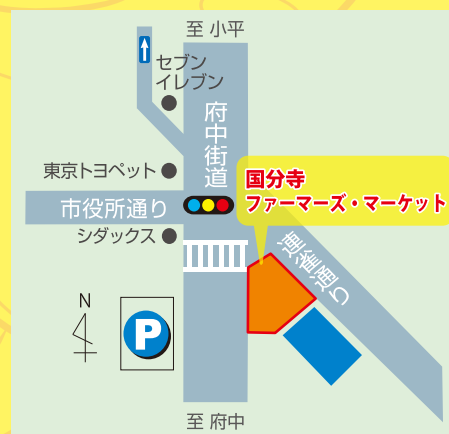 至 小平
セブン
イレブン
府中街道
東京トヨペット
国分寺
ファーマーズ・マーケット
市役所通り
シダックス
連雀通り
N
P
至 府中